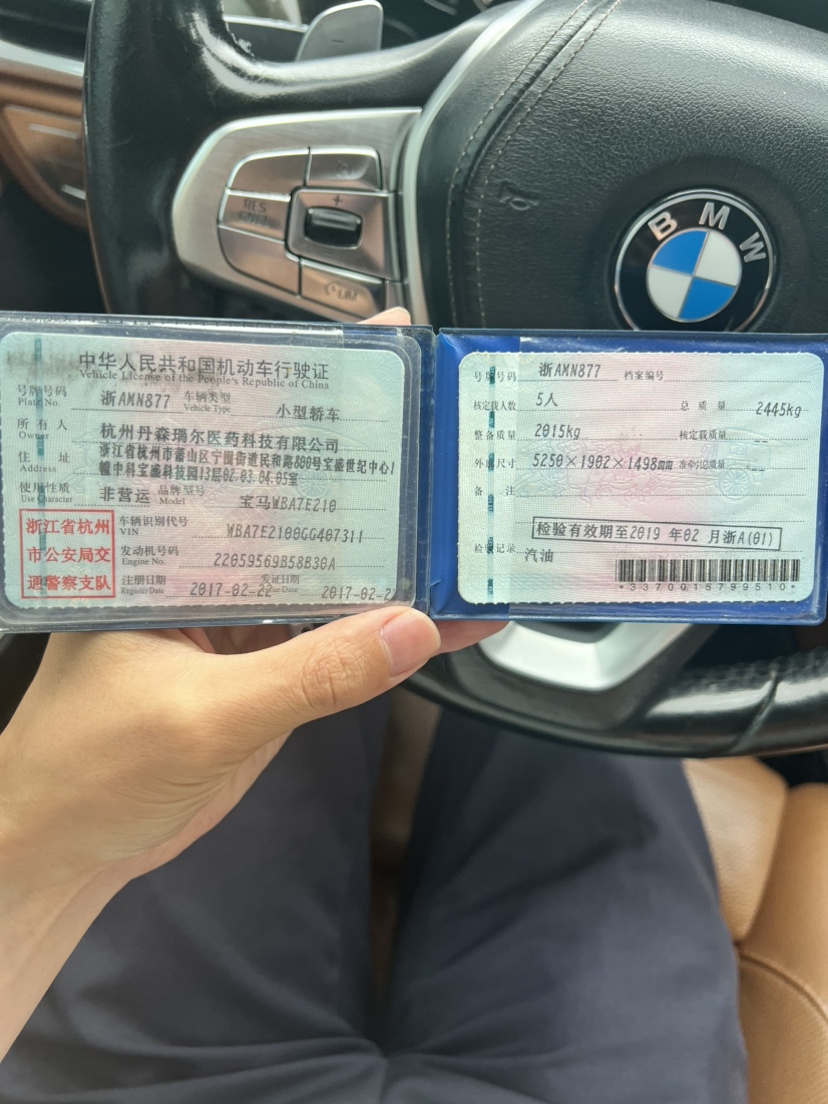 RES
CNCL
LIM
BMW
中华人民共和国机动车行驶证
Vehicle License of the People's Republic of China
号牌号码 浙AMN877 车辆类型 小型轿车
Plate No. Vehicle Type
所有人 杭州丹森瑞尔医药科技有限公司
Owner
住址 浙江省杭州市萧山区宁围街道民和路800号宝盛世纪中心1
Address 幢中科宝盛科技园13层02.03.04.05室
使用性质 非营运 品牌型号 宝马WBA7E210
Use Character Model
浙江省杭州
市公安局交
通警察支队
车辆识别代号 WBA7E2100GG407311
VIN
发动机号码 22059569B58B30A
Engine No.
注册日期 2017-02-22 发证日期 2017-02-22
Register Date Issue Date
号牌号码 浙AMN877 档案编号
核定载人数 5人 总质量 2445kg
整备质量 2015kg 核定载质量 --
外廓尺寸 5250×1902×1498mm 准牵引总质量 --
备注
检验有效期至2019 年02 月浙A(01)
检验记录 汽油
*3370015799510*